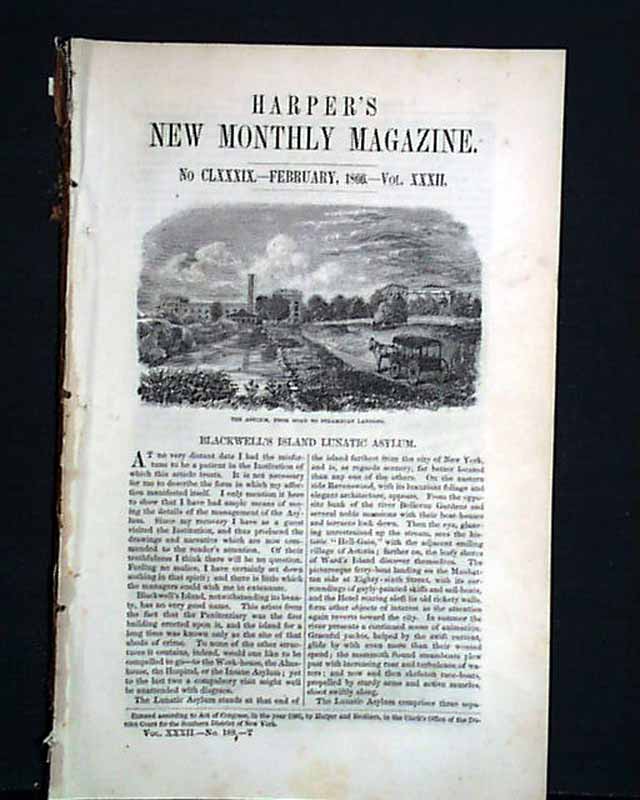 HARPER'S
NEW MONTHLY MAGAZINE.
No CLXXXIX.—FEBRUARY, 1866.—Vol. XXXII.
THE ASYLUM, FROM ROAD TO STEAMBOAT LANDING.
BLACKWELL'S ISLAND LUNATIC ASYLUM.
AT no very distant date I had the misfor-
tune to be a patient in the Institution of
which this article treats. It is not necessary
for me to describe the form in which my affec-
tion manifested itself. I only mention it here
to show that I have had ample means of see-
ing the details of the management of the Asy-
lum. Since my recovery I have as a guest
visited the Institution, and thus produced the
drawings and narrative which are now com-
mended to the reader's attention. Of their
truthfulness I think there will be no question.
Feeling no malice, I have certainly set down
nothing in that spirit; and there is little which
the managers could wish me to extenuate.
Blackwell's Island, notwithstanding its beau-
ty, has no very good name. This arises from
the fact that the Penitentiary was the first
building erected upon it, and the island for a
long time was known only as the site of that
abode of crime. To none of the other struc-
tures it contains, indeed, would one like to be
compelled to go—to the Work-house, the Alms-
house, the Hospital, or the Insane Asylum; yet
to the last two a compulsory visit might well
be unattended with disgrace.
The Lunatic Asylum stands at that end of
the island farthest from the city of New York,
and is, as regards scenery, far better located
than any one of the others. On the eastern
side Ravenswood, with its luxurious foliage and
elegant architecture, appears. From the oppo-
site bank of the river Bellevue Gardens and
several noble mansions with their boat-houses
and terraces look down. Then the eye, glanc-
ing unrestrained up the stream, sees the his-
toric "Hell-Gate," with the adjacent smiling
village of Astoria; farther on, the leafy shores
of Ward's Island discover themselves. The
picturesque ferry-boat landing on the Manhat-
tan side at Eighty-sixth Street, with its sur-
roundings of gayly-painted skiffs and sail-boats,
and the Hotel rearing aloft its old rickety walls,
form other objects of interest as the attention
again reverts toward the city. In summer the
river presents a continued scene of animation.
Graceful yachts, helped by the swift current,
glide by with even more than their wonted
speed; the mammoth Sound steamboats plow
past with increasing roar and turbulence of wa-
ters; and now and then skeleton race-boats,
propelled by sturdy arms and active muscles,
shoot swiftly along.
The Lunatic Asylum comprises three sepa-
Entered according to Act of Congress, in the year 1866, by Harper and Brothers, in the Clerk's Office of the Dis-
trict Court for the Southern District of New York.
Vol. XXXII.—No. 189.—T